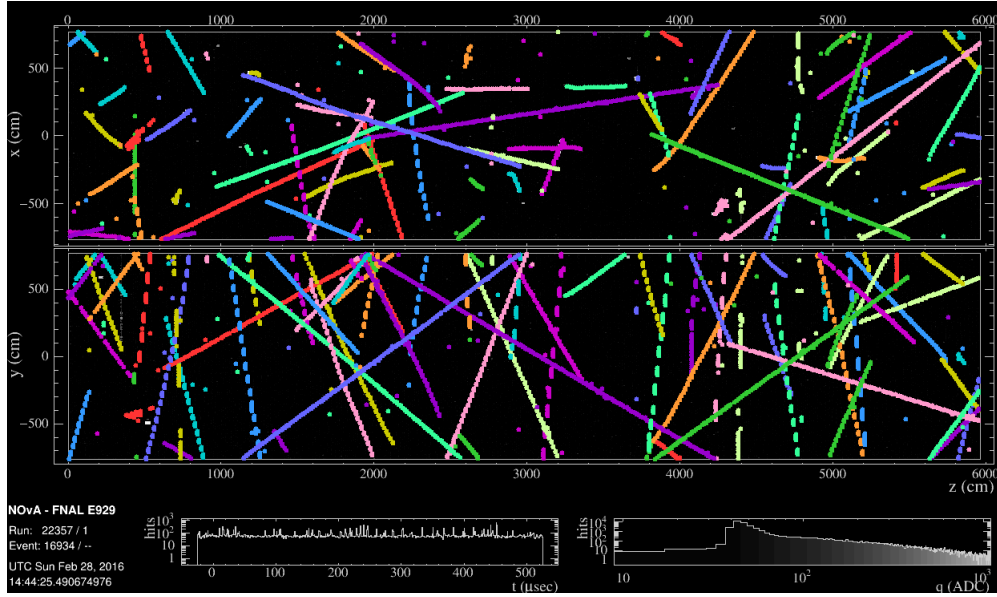 0 1000 2000 3000 4000 5000 6000
x (cm)
500
0
−500
y (cm)
500
0
−500
0 1000 2000 3000 4000 5000 6000
z (cm)
NOvA - FNAL E929
Run: 22357 / 1
Event: 16934 / --
UTC Sun Feb 28, 2016
14:44:25.490674976
hits
10³
10²
10
1
0 100 200 300 400 500
t (μsec)
hits
10⁴
10³
10²
10
1
10 10² 10³
q (ADC)